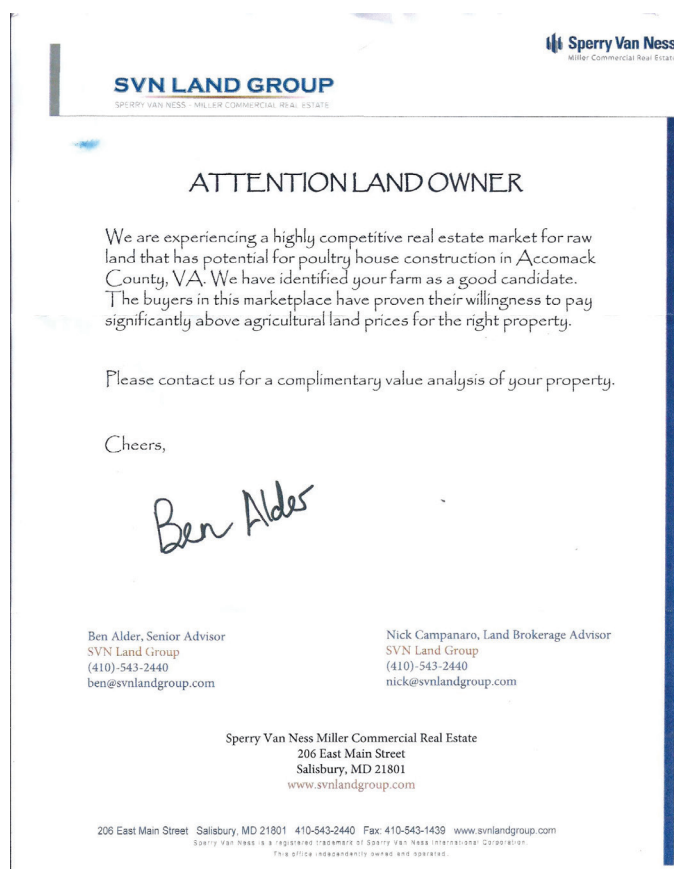 Sperry Van Ness
Miller Commercial Real Estate
SVN LAND GROUP
SPERRY VAN NESS - MILLER COMMERCIAL REAL ESTATE
ATTENTION LAND OWNER
We are experiencing a highly competitive real estate market for raw
land that has potential for poultry house construction in Accomack
County, VA. We have identified your farm as a good candidate.
The buyers in this marketplace have proven their willingness to pay
significantly above agricultural land prices for the right property.
Please contact us for a complimentary value analysis of your property.
Cheers,
Ben Alder
Ben Alder, Senior Advisor
SVN Land Group
(410)-543-2440
ben@svnlandgroup.com
Nick Campanaro, Land Brokerage Advisor
SVN Land Group
(410)-543-2440
nick@svnlandgroup.com
Sperry Van Ness Miller Commercial Real Estate
206 East Main Street
Salisbury, MD 21801
www.svnlandgroup.com
206 East Main Street Salisbury, MD 21801 410-543-2440 Fax: 410-543-1439 www.svnlandgroup.com
Sperry Van Ness is a registered trademark of Sperry Van Ness International Corporation.
This office independently owned and operated.